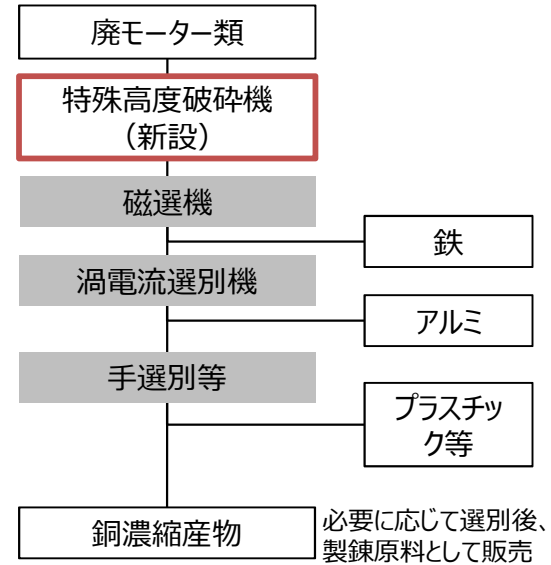 廃モーター類
特殊高度破砕機
（新設）
磁選機
鉄
渦電流選別機
アルミ
手選別等
プラスチッ
ク等
銅濃縮産物
必要に応じて選別後、
製錬原料として販売